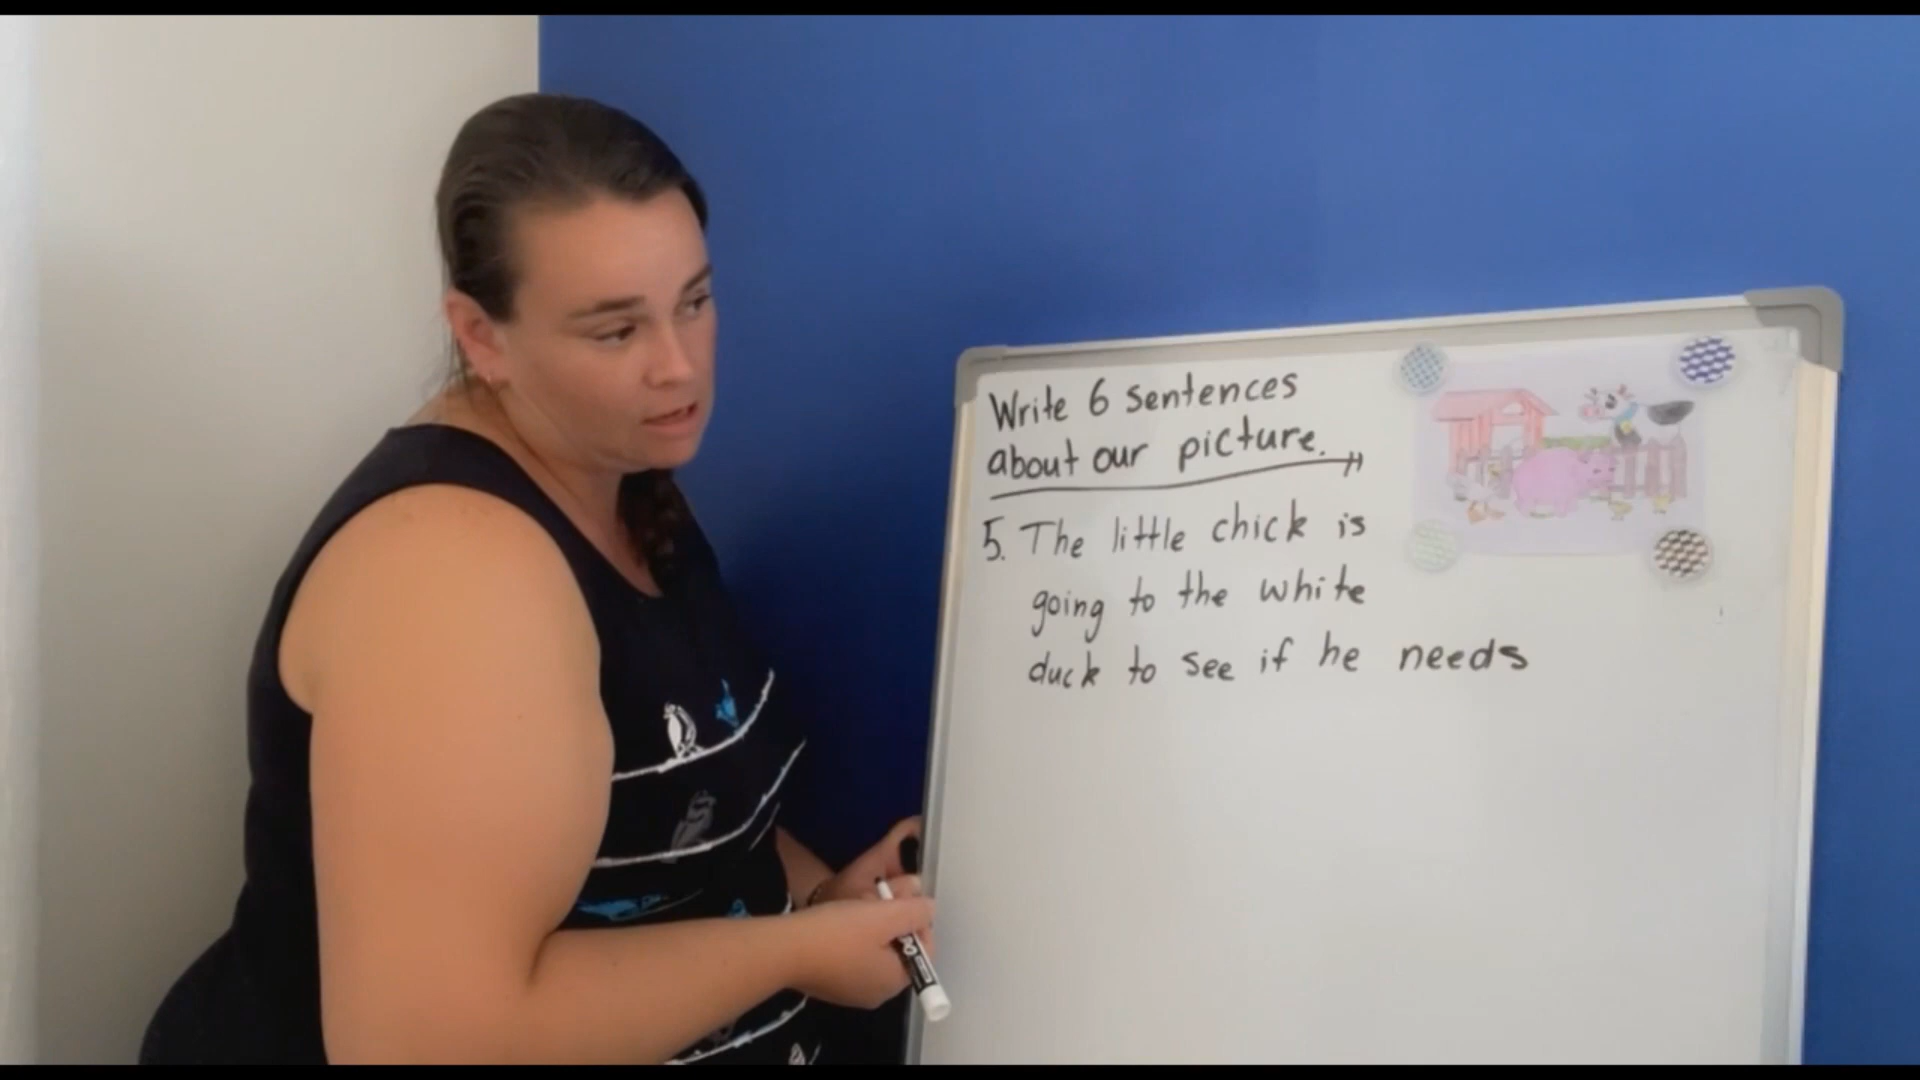 Write 6 sentences
about our picture.
5. The little chick is
going to the white
duck to see if he needs